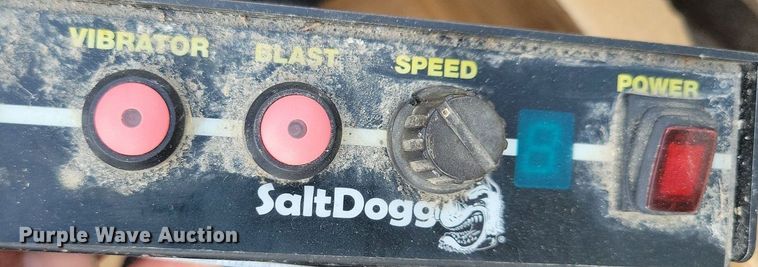 VIBRATOR
BLAST
SPEED
POWER
SaltDogg
Purple Wave Auction